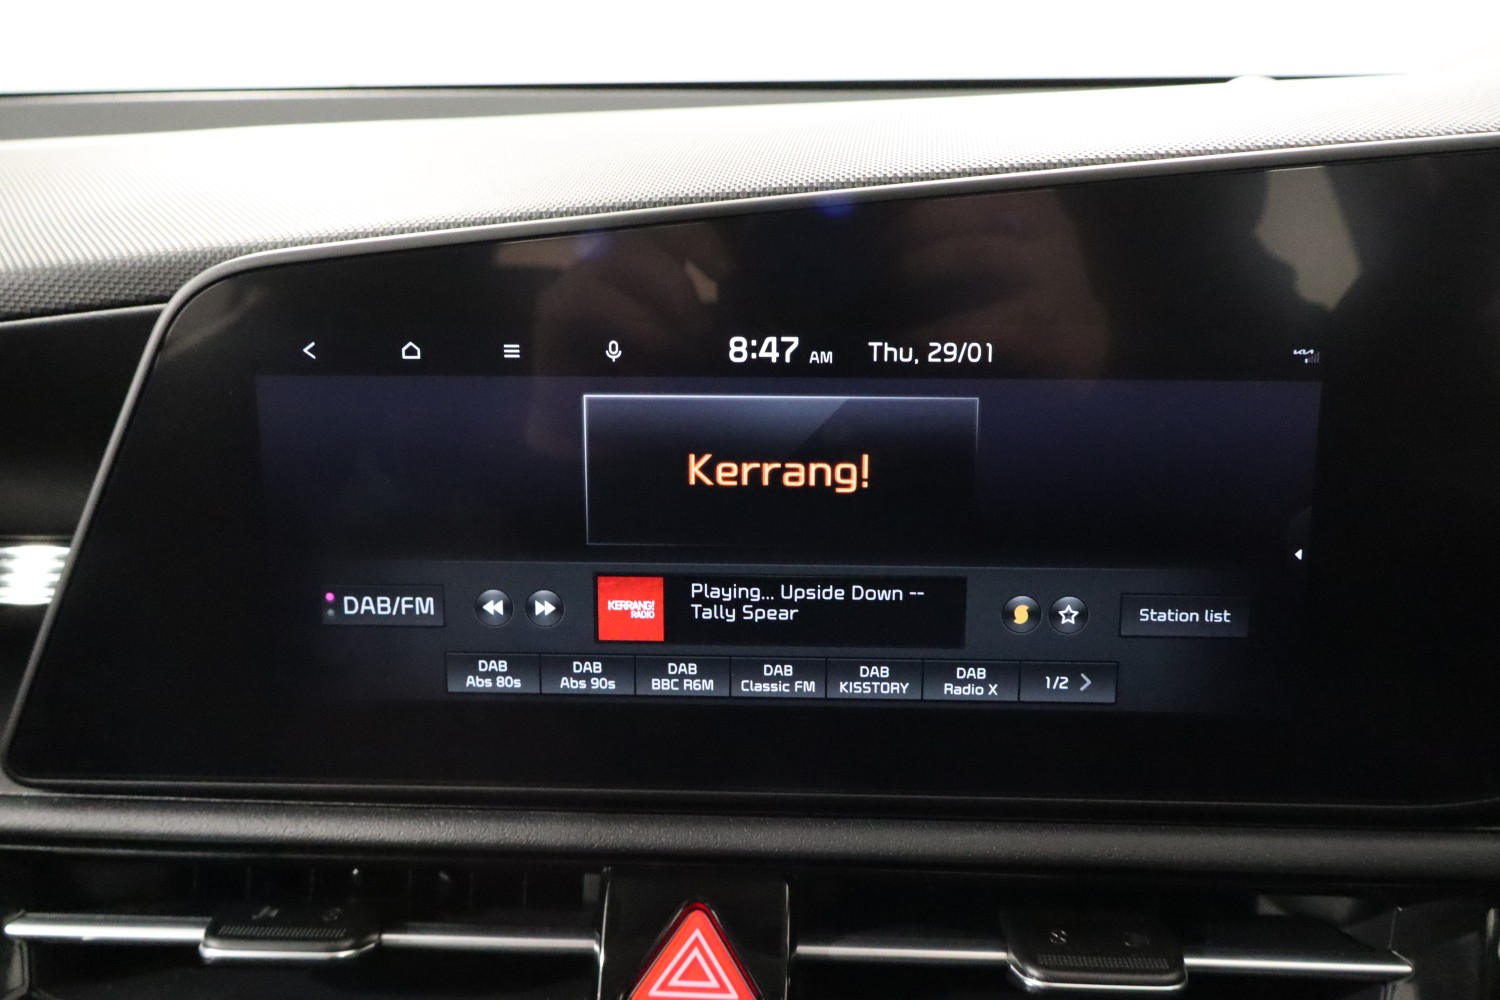 8:47 AM Thu, 29/01
Kerrang!
DAB/FM
KERRANG!
RADIO
Playing... Upside Down --
Tally Spear
Station list
DAB
Abs 80s
DAB
Abs 90s
DAB
BBC R6M
DAB
Classic FM
DAB
KISSTORY
DAB
Radio X
1/2